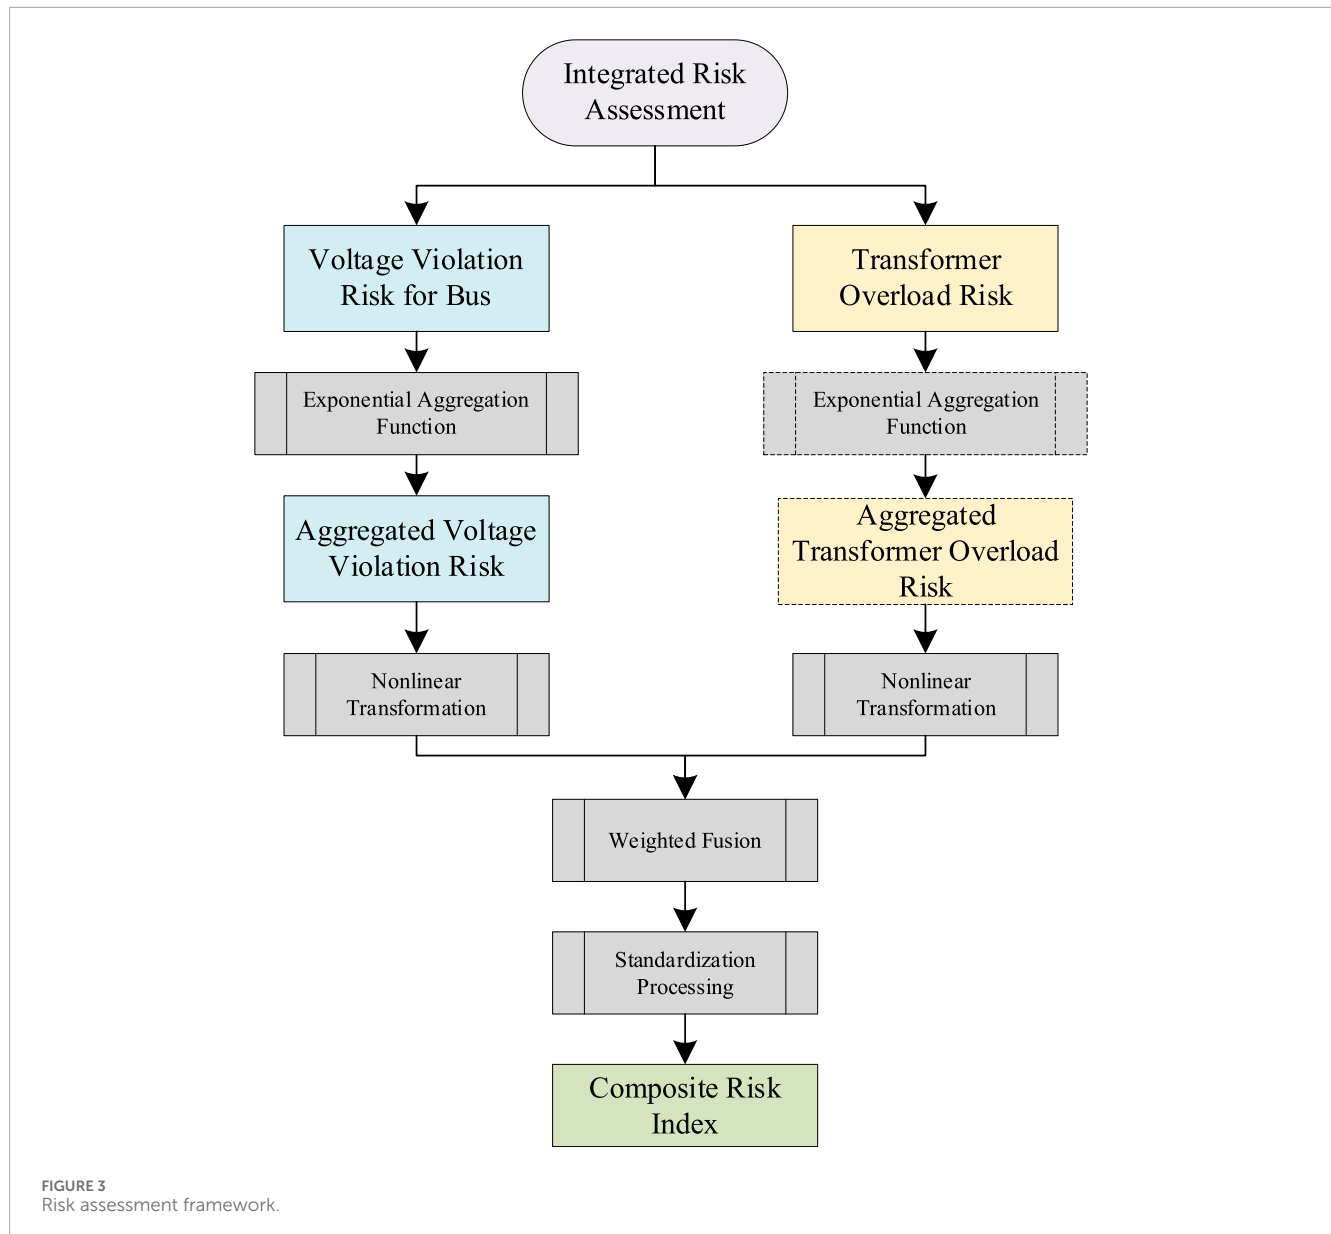 Integrated Risk
Assessment
Voltage Violation
Risk for Bus
Transformer
Overload Risk
Exponential Aggregation
Function
Exponential Aggregation
Function
Aggregated Voltage
Violation Risk
Aggregated
Transformer Overload
Risk
Nonlinear
Transformation
Nonlinear
Transformation
Weighted Fusion
Standardization
Processing
Composite Risk
Index
FIGURE 3
Risk assessment framework.